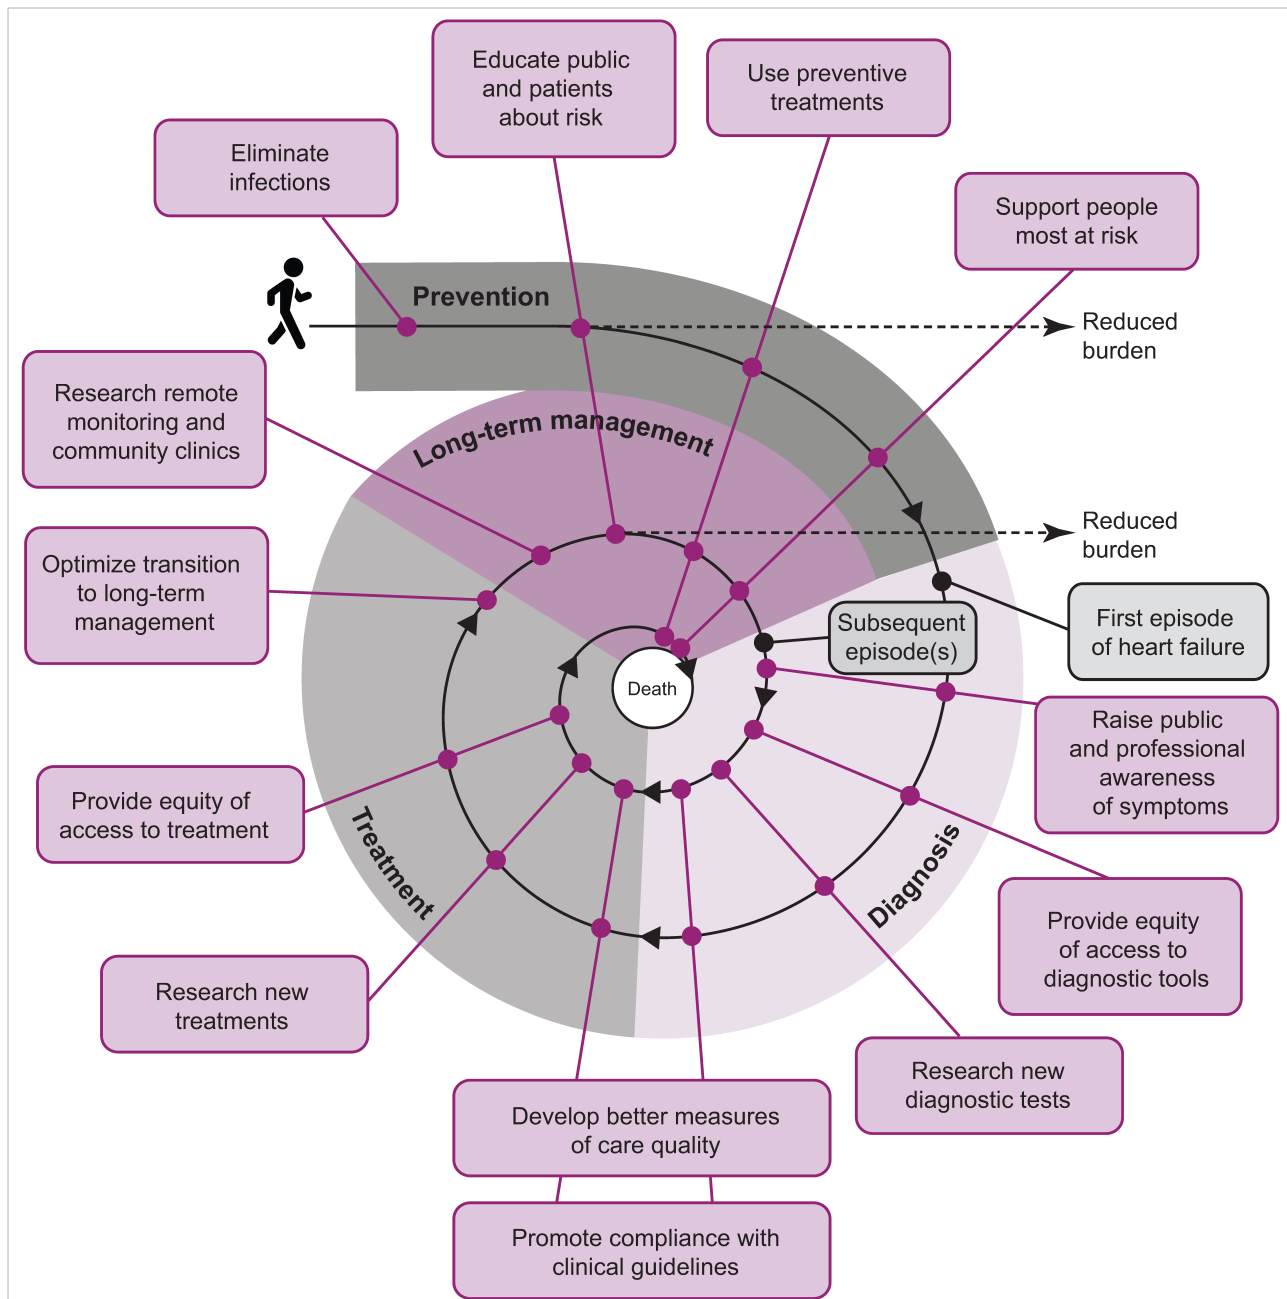 Educate public
and patients
about risk
Use preventive
treatments
Eliminate
infections
Support people
most at risk
Prevention
Reduced
burden
Research remote
monitoring and
community clinics
Long-term management
Reduced
burden
Optimize transition
to long-term
management
First episode
of heart failure
Subsequent
episode(s)
Death
Raise public
and professional
awareness
of symptoms
Provide equity of
access to treatment
Treatment
Diagnosis
Provide equity
of access to
diagnostic tools
Research new
treatments
Research new
diagnostic tests
Develop better measures
of care quality
Promote compliance with
clinical guidelines